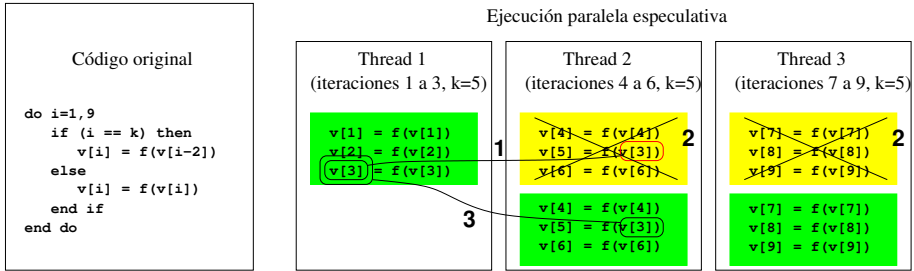 Ejecución paralela especulativa
Código original
do i=1,9
if (i == k) then
v[i] = f(v[i-2])
else
v[i] = f(v[i])
end if
end do
Thread 1
(iteraciones 1 a 3, k=5)
v[1] = f(v[1])
v[2] = f(v[2])
v[3] = f(v[3])
1
3
Thread 2
(iteraciones 4 a 6, k=5)
v[4] = f(v[4])
v[5] = f(v[3])
v[6] = f(v[6])
2
v[4] = f(v[4])
v[5] = f(v[3])
v[6] = f(v[6])
Thread 3
(iteraciones 7 a 9, k=5)
v[7] = f(v[7])
v[8] = f(v[8])
v[9] = f(v[9])
2
v[7] = f(v[7])
v[8] = f(v[8])
v[9] = f(v[9])